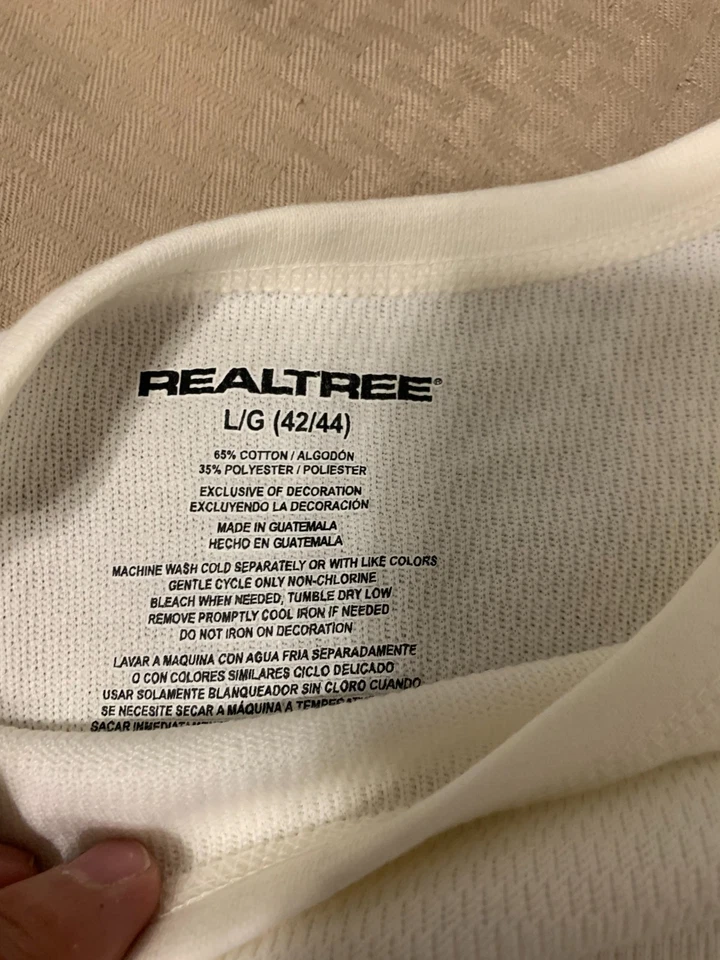 REALTREE®
L/G (42/44)
65% COTTON / ALGODÓN
35% POLYESTER / POLIESTER
EXCLUSIVE OF DECORATION
EXCLUYENDO LA DECORACIÓN
MADE IN GUATEMALA
HECHO EN GUATEMALA
MACHINE WASH COLD SEPARATELY OR WITH LIKE COLORS
GENTLE CYCLE ONLY NON-CHLORINE
BLEACH WHEN NEEDED, TUMBLE DRY LOW
REMOVE PROMPTLY COOL IRON IF NEEDED
DO NOT IRON ON DECORATION
LAVAR A MAQUINA CON AGUA FRIA SEPARADAMENTE
O CON COLORES SIMILARES CICLO DELICADO
USAR SOLAMENTE BLANQUEADOR SIN CLORO CUANDO
SE NECESITE SECAR A MÁQUINA A
SACAR